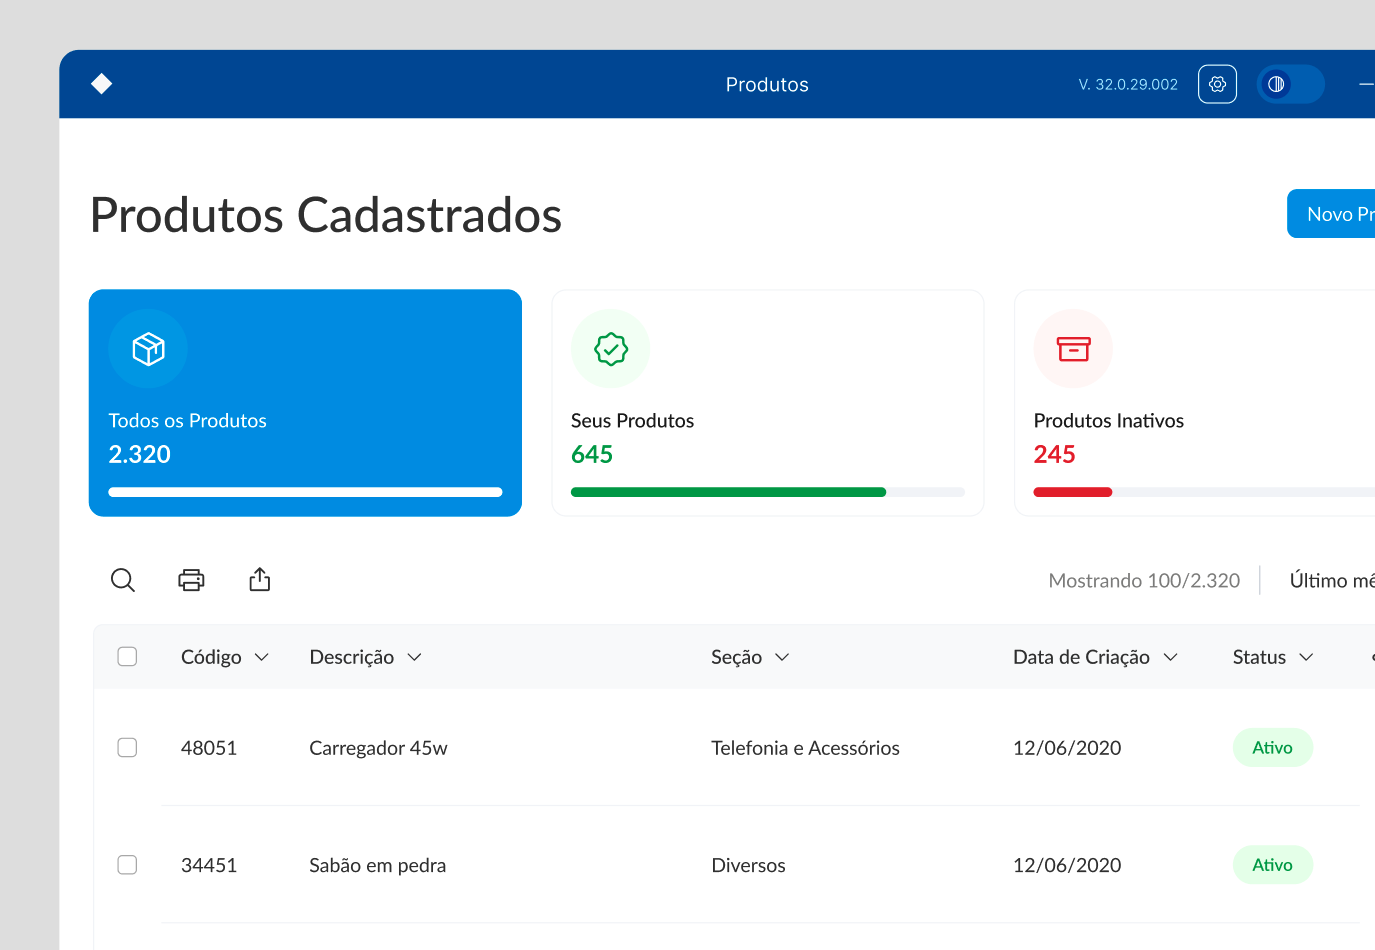 Produtos
V. 32.0.29.002
Produtos Cadastrados
Novo
Todos os Produtos
2.320
Seus Produtos
645
Produtos Inativos
245
Mostrando 100/2.320
Último
Código
Descrição
Seção
Data de Criação
Status
48051
Carregador 45w
Telefonia e Acessórios
12/06/2020
Ativo
34451
Sabão em pedra
Diversos
12/06/2020
Ativo